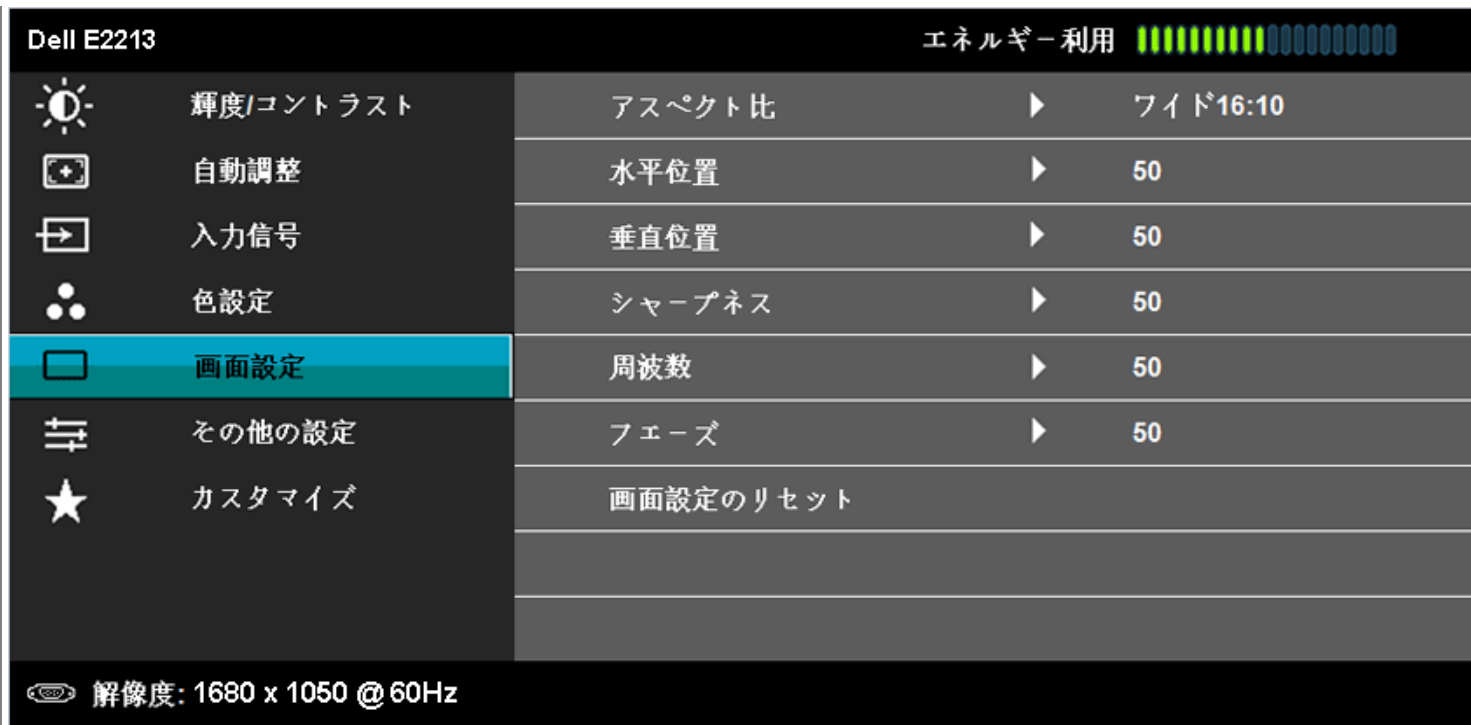 Dell E2213 エネルギー利用
輝度/コントラスト アスペクト比 ワイド16:10
自動調整 水平位置 50
入力信号 垂直位置 50
色設定 シャープネス 50
画面設定 周波数 50
その他の設定 フエーズ 50
カスタマイズ 画面設定のリセット
解像度: 1680 x 1050 @ 60Hz